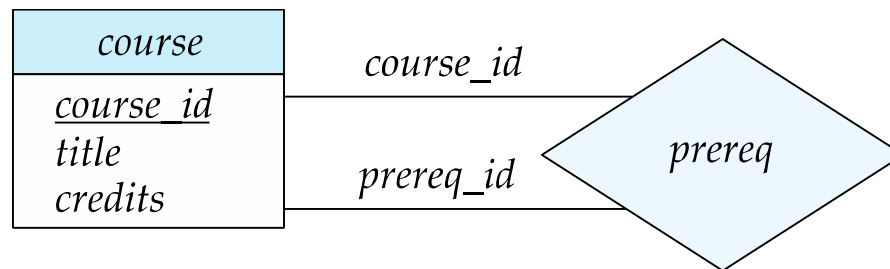 course
course_id
title
credits
course_id
prereq_id
prereq